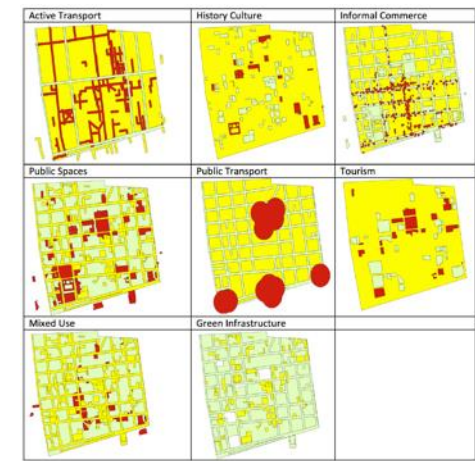 Active Transport
History Culture
Informal Commerce
Public Spaces
Public Transport
Tourism
Mixed Use
Green Infrastructure